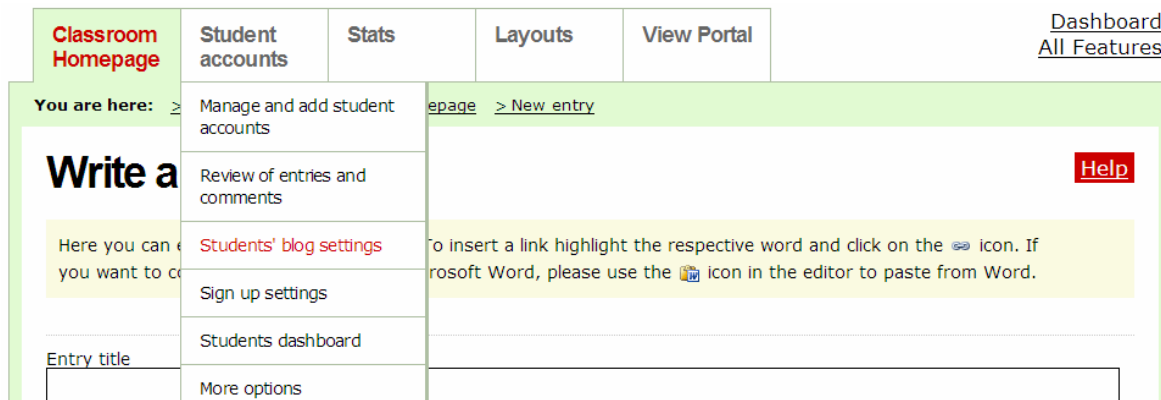 Classroom Homepage
Student accounts
Stats
Layouts
View Portal
Dashboard
All Features
You are here: >
epage > New entry
Manage and add student
accounts
Review of entries and
comments
Students' blog settings
Sign up settings
Students dashboard
More options
Write a
Help
Here you can
To insert a link highlight the respective word and click on the icon. If
you want to
rosoft Word, please use the icon in the editor to paste from Word.
Entry title